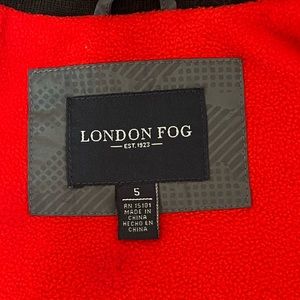 LONDON FOG
EST. 1923
5
RN 15101
MADE IN
CHINA
HECHO EN
CHINA